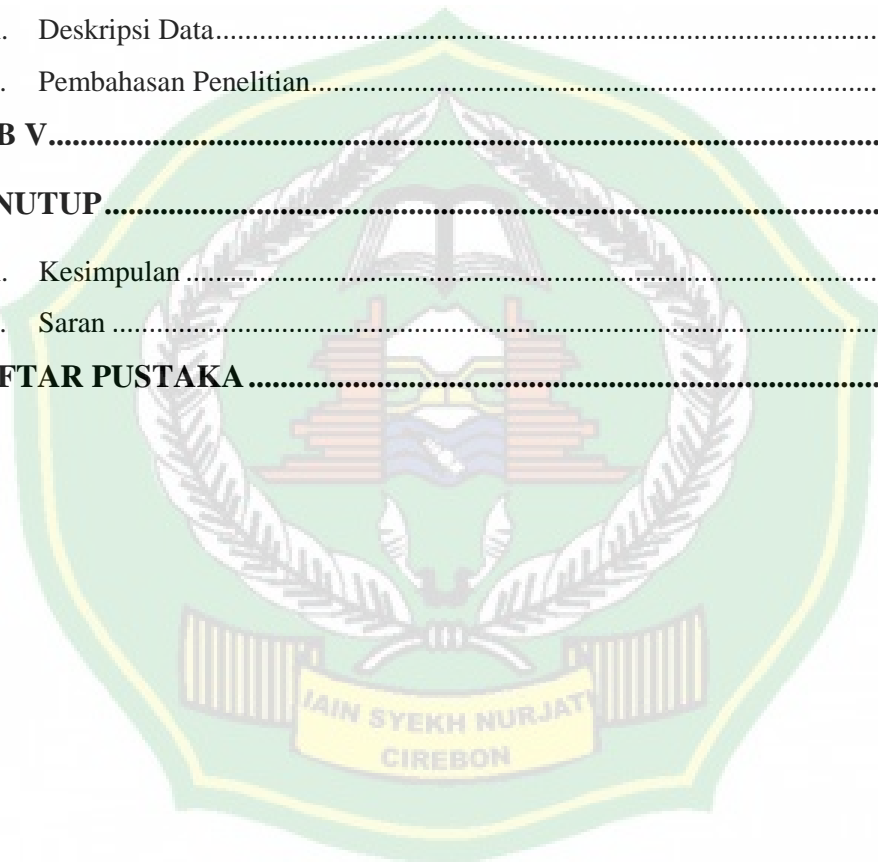 . Deskripsi Data
. Pembahasan Penelitian
B V
NUTUP
. Kesimpulan
. Saran
FTAR PUSTAKA
IAIN SYEKH NURJATI
CIREBON